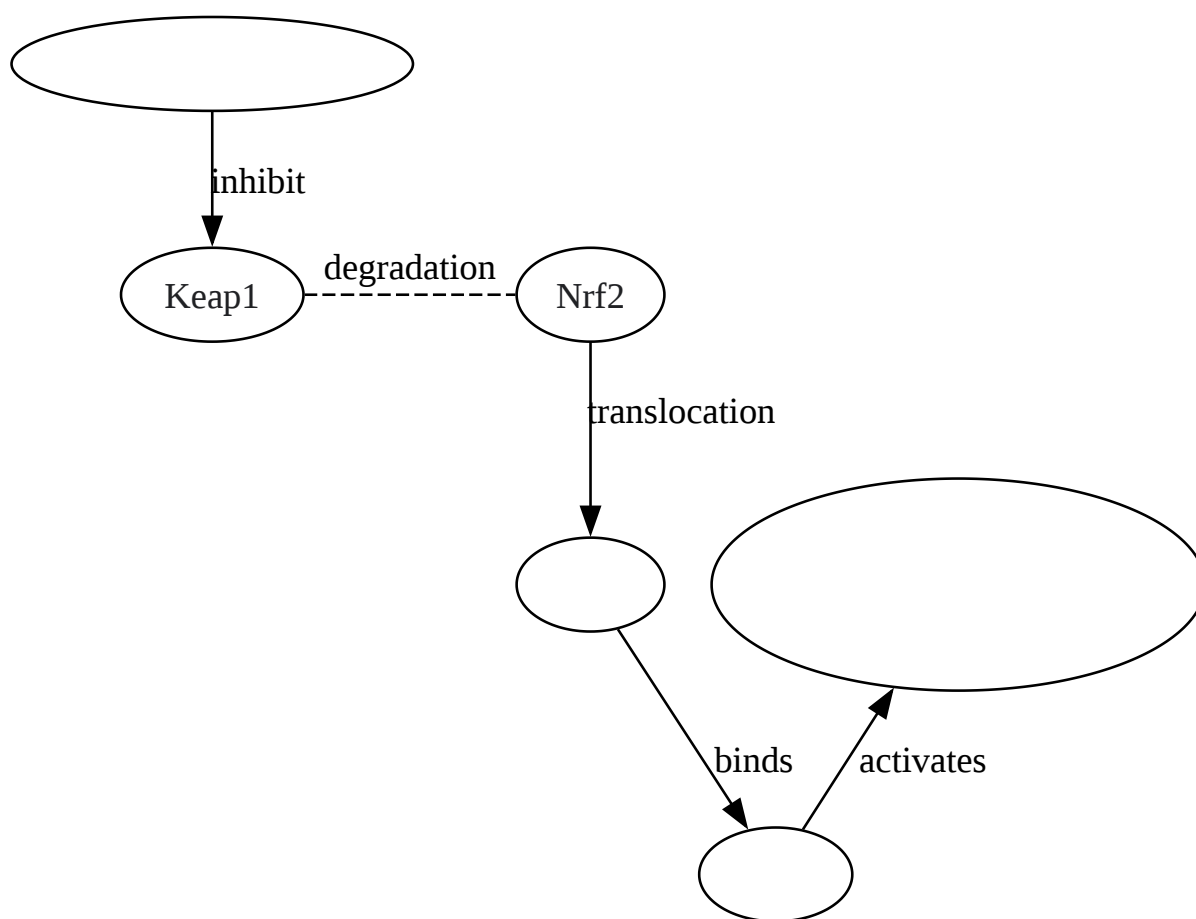 inhibit
degradation
Keap1
Nrf2
translocation
binds
activates